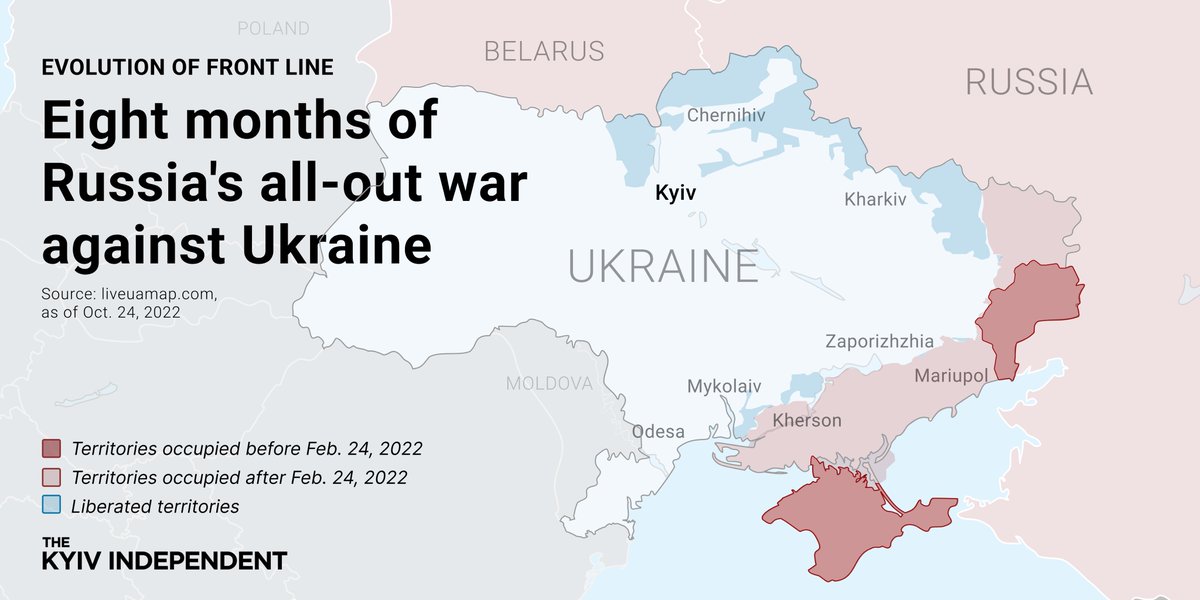 EVOLUTION OF FRONT LINE
Eight months of
Russia's all-out war
against Ukraine
Source: liveuamap.com,
as of Oct. 24, 2022
POLAND
BELARUS
RUSSIA
Chernihiv
Kyiv
Kharkiv
UKRAINE
Zaporizhzhia
MOLDOVA
Mykolaiv
Mariupol
Kherson
Odesa
Territories occupied before Feb. 24, 2022
Territories occupied after Feb. 24, 2022
Liberated territories
THE
KYIV INDEPENDENT